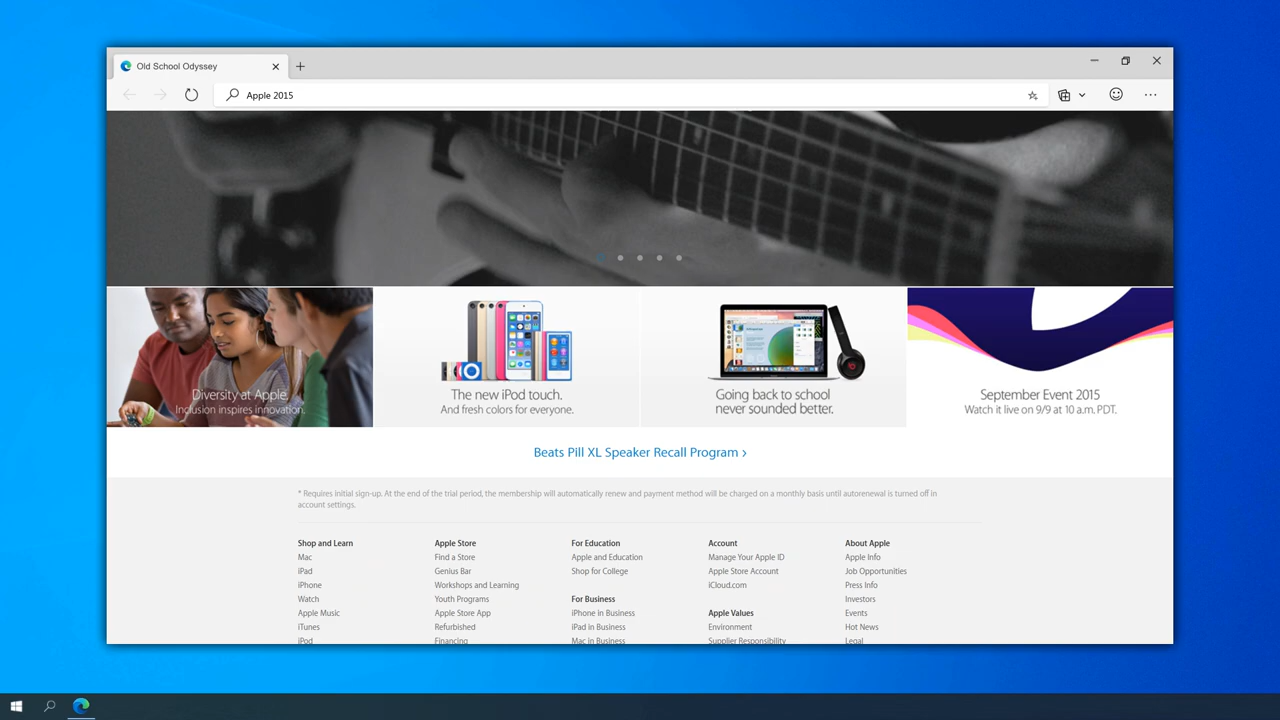 Old School Odyssey
Apple 2015
Diversity at Apple.
Inclusion inspires innovation.
The new iPod touch.
And fresh colors for everyone.
Going back to school
never sounded better.
September Event 2015
Watch it live on 9/9 at 10 a.m. PDT.
Beats Pill XL Speaker Recall Program ›
* Requires initial sign-up. At the end of the trial period, the membership will automatically renew and payment method will be charged on a monthly basis until autorenewal is turned off in
account settings.
Shop and Learn
Mac
iPad
iPhone
Watch
Apple Music
iTunes
iPod
Apple Store
Find a Store
Genius Bar
Workshops and Learning
Youth Programs
Apple Store App
Refurbished
Financing
For Education
Apple and Education
Shop for College
For Business
iPhone in Business
iPad in Business
Mac in Business
Account
Manage Your Apple ID
Apple Store Account
iCloud.com
Apple Values
Environment
Supplier Responsibility
About Apple
Apple Info
Job Opportunities
Press Info
Investors
Events
Hot News
Legal